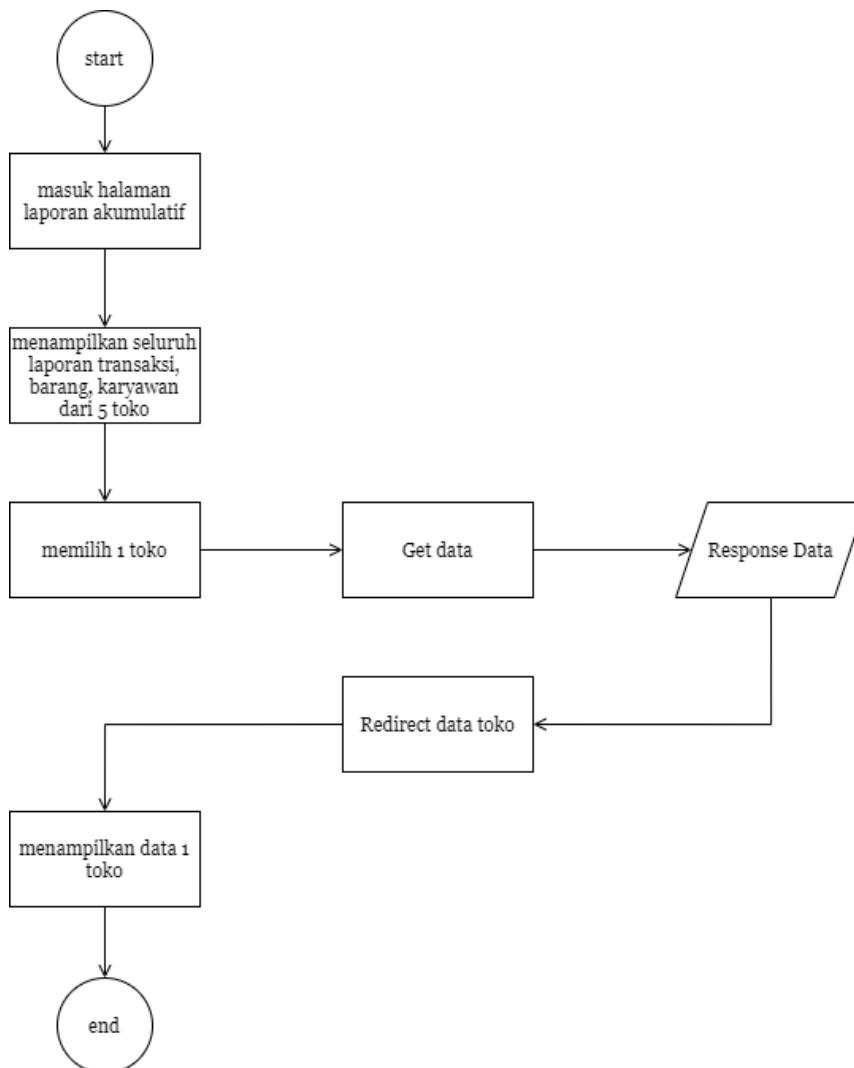 start
masuk halaman
laporan akumulatif
menampilkan seluruh
laporan transaksi,
barang, karyawan
dari 5 toko
memilih 1 toko
Get data
Response Data
Redirect data toko
menampilkan data 1
toko
end